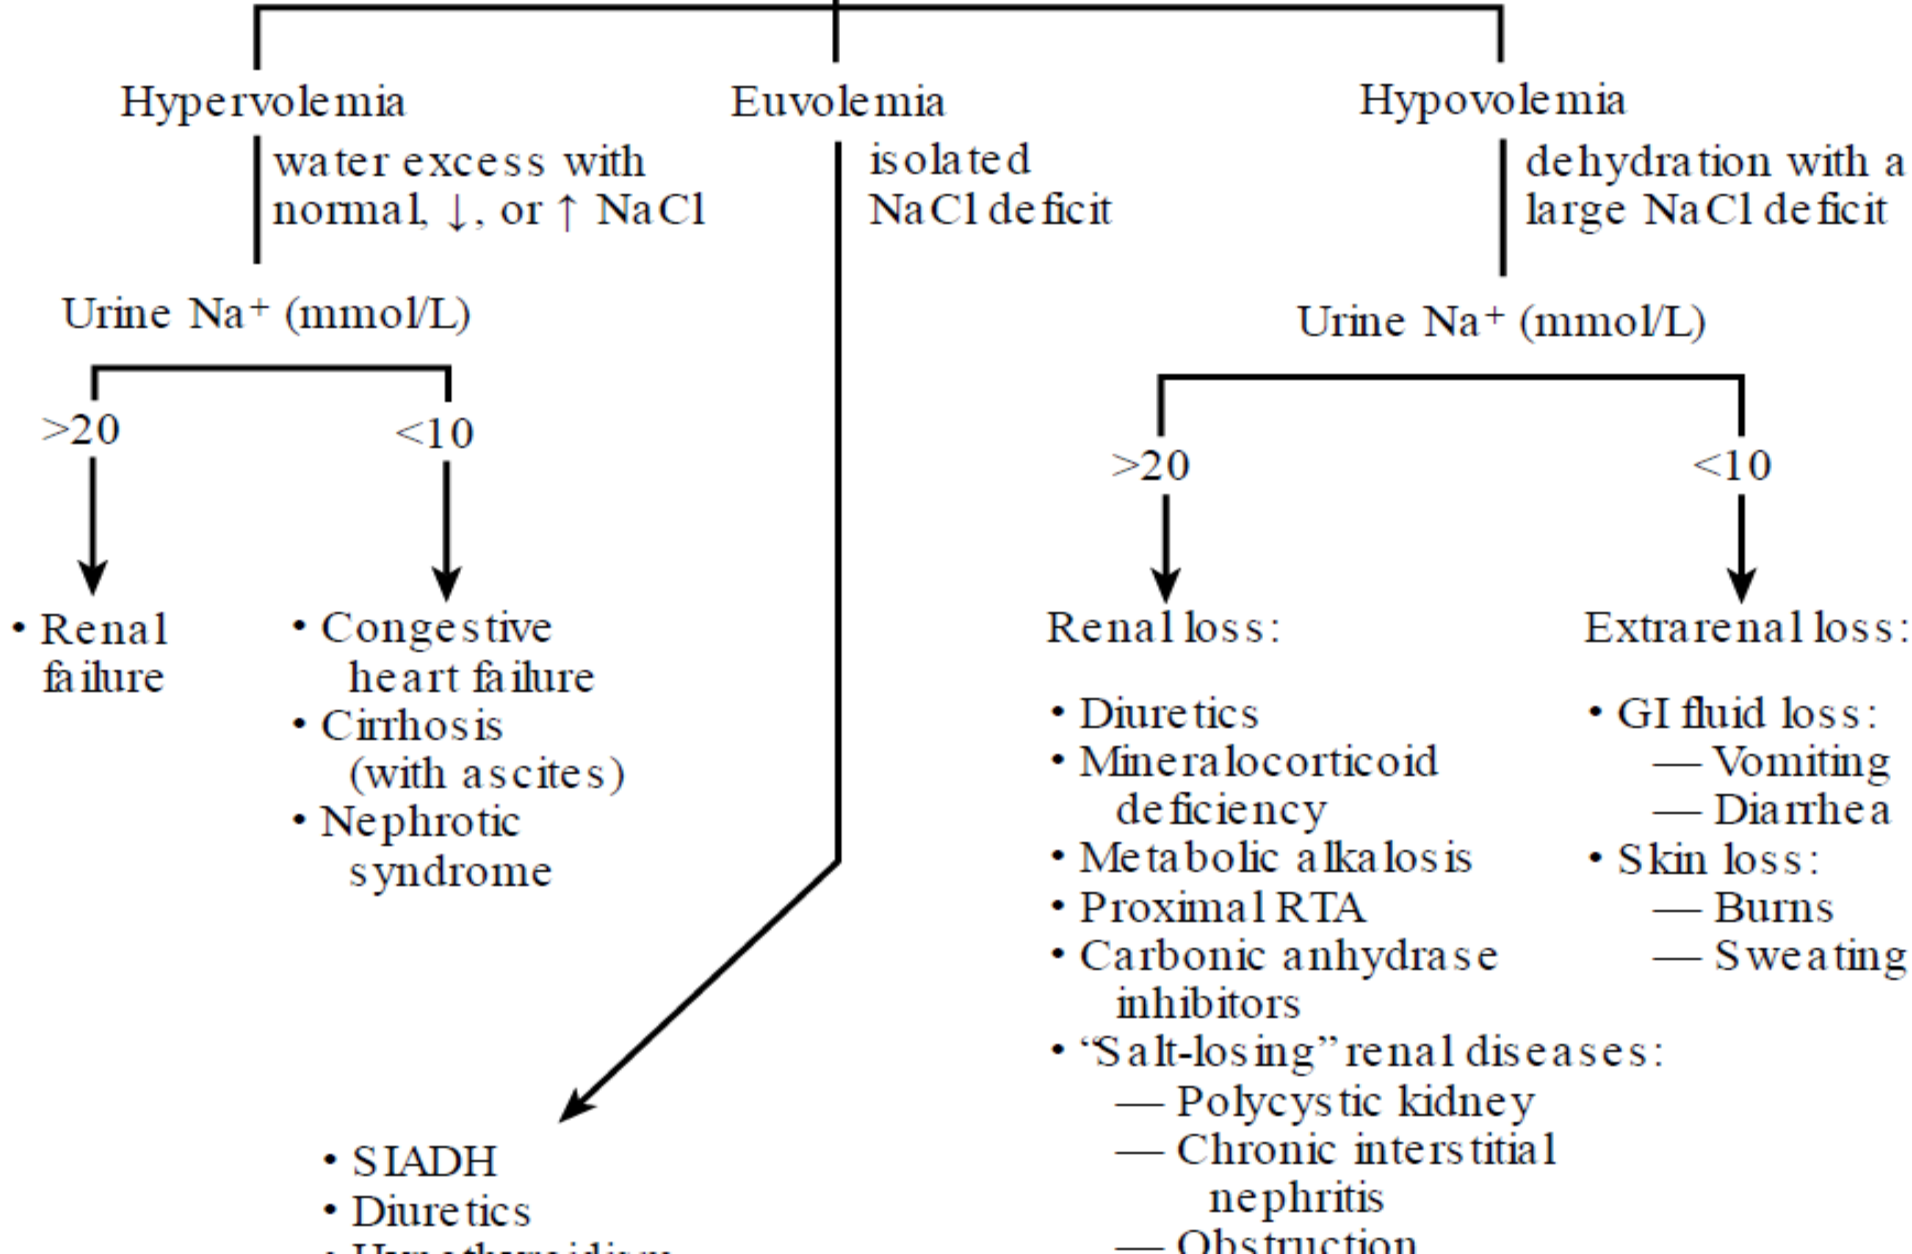 Hypervolemia
water excess with
normal, ↓, or ↑ NaCl
Urine Na⁺ (mmol/L)
>20
<10
• Renal
failure
• Congestive
heart failure
• Cirrhosis
(with ascites)
• Nephrotic
syndrome
Euvolemia
isolated
NaCl deficit
• SIADH
• Diuretics
• Hypothyroidism
Hypovolemia
dehydration with a
large NaCl deficit
Urine Na⁺ (mmol/L)
>20
<10
Renal loss:
• Diuretics
• Mineralocorticoid
deficiency
• Metabolic alkalosis
• Proximal RTA
• Carbonic anhydrase
inhibitors
• “Salt-losing” renal diseases:
— Polycystic kidney
— Chronic interstitial
nephritis
— Obstruction
Extrarenal loss:
• GI fluid loss:
— Vomiting
— Diarrhea
• Skin loss:
— Burns
— Sweating